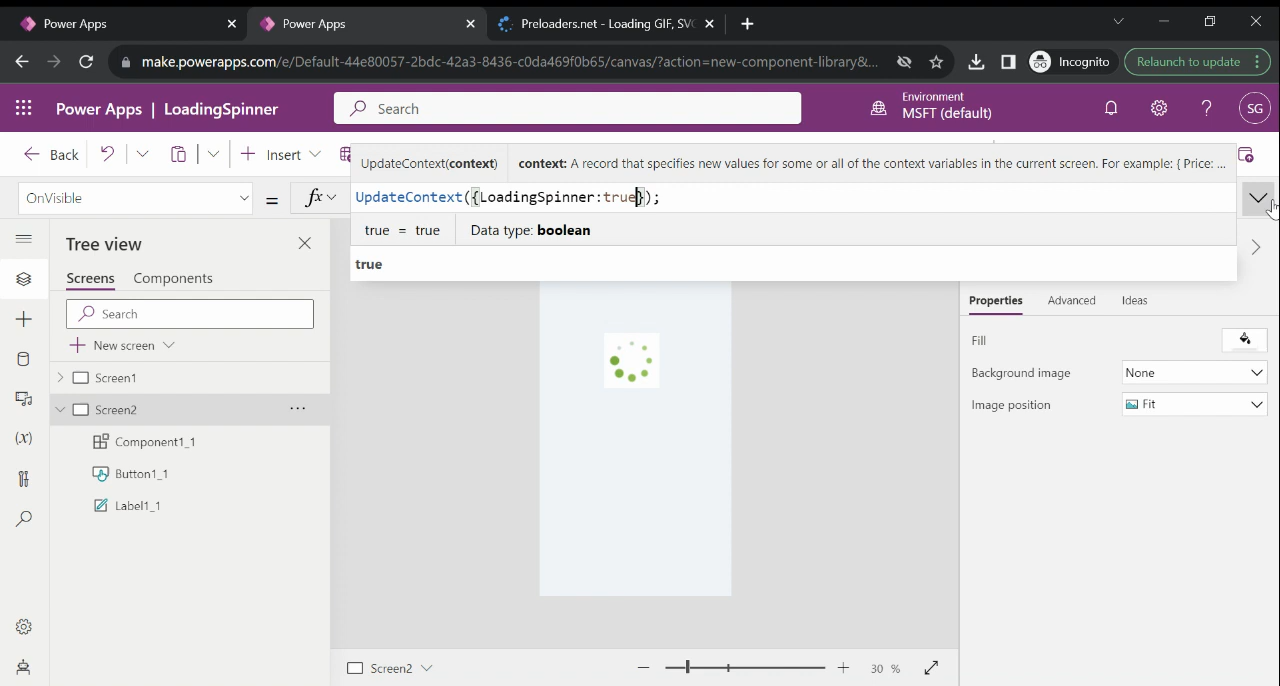 Power Apps
Power Apps
Preloaders.net - Loading GIF, SV
make.powerapps.com/e/Default-44e80057-2bdc-42a3-8436-c0da469f0b65/canvas/?action=new-component-library&...
Incognito
Relaunch to update
Power Apps | LoadingSpinner
Search
Environment
MSFT (default)
SG
Back
Insert
UpdateContext(context)
context: A record that specifies new values for some or all of the context variables in the current screen. For example: { Price: ...
OnVisible
=
fx
UpdateContext({LoadingSpinner:true});
true = true
Data type: boolean
true
Tree view
Screens
Components
Search
New screen
Screen1
Screen2
Component1_1
Button1_1
Label1_1
Properties
Advanced
Ideas
Fill
Background image
None
Image position
Fit
Screen2
30 %